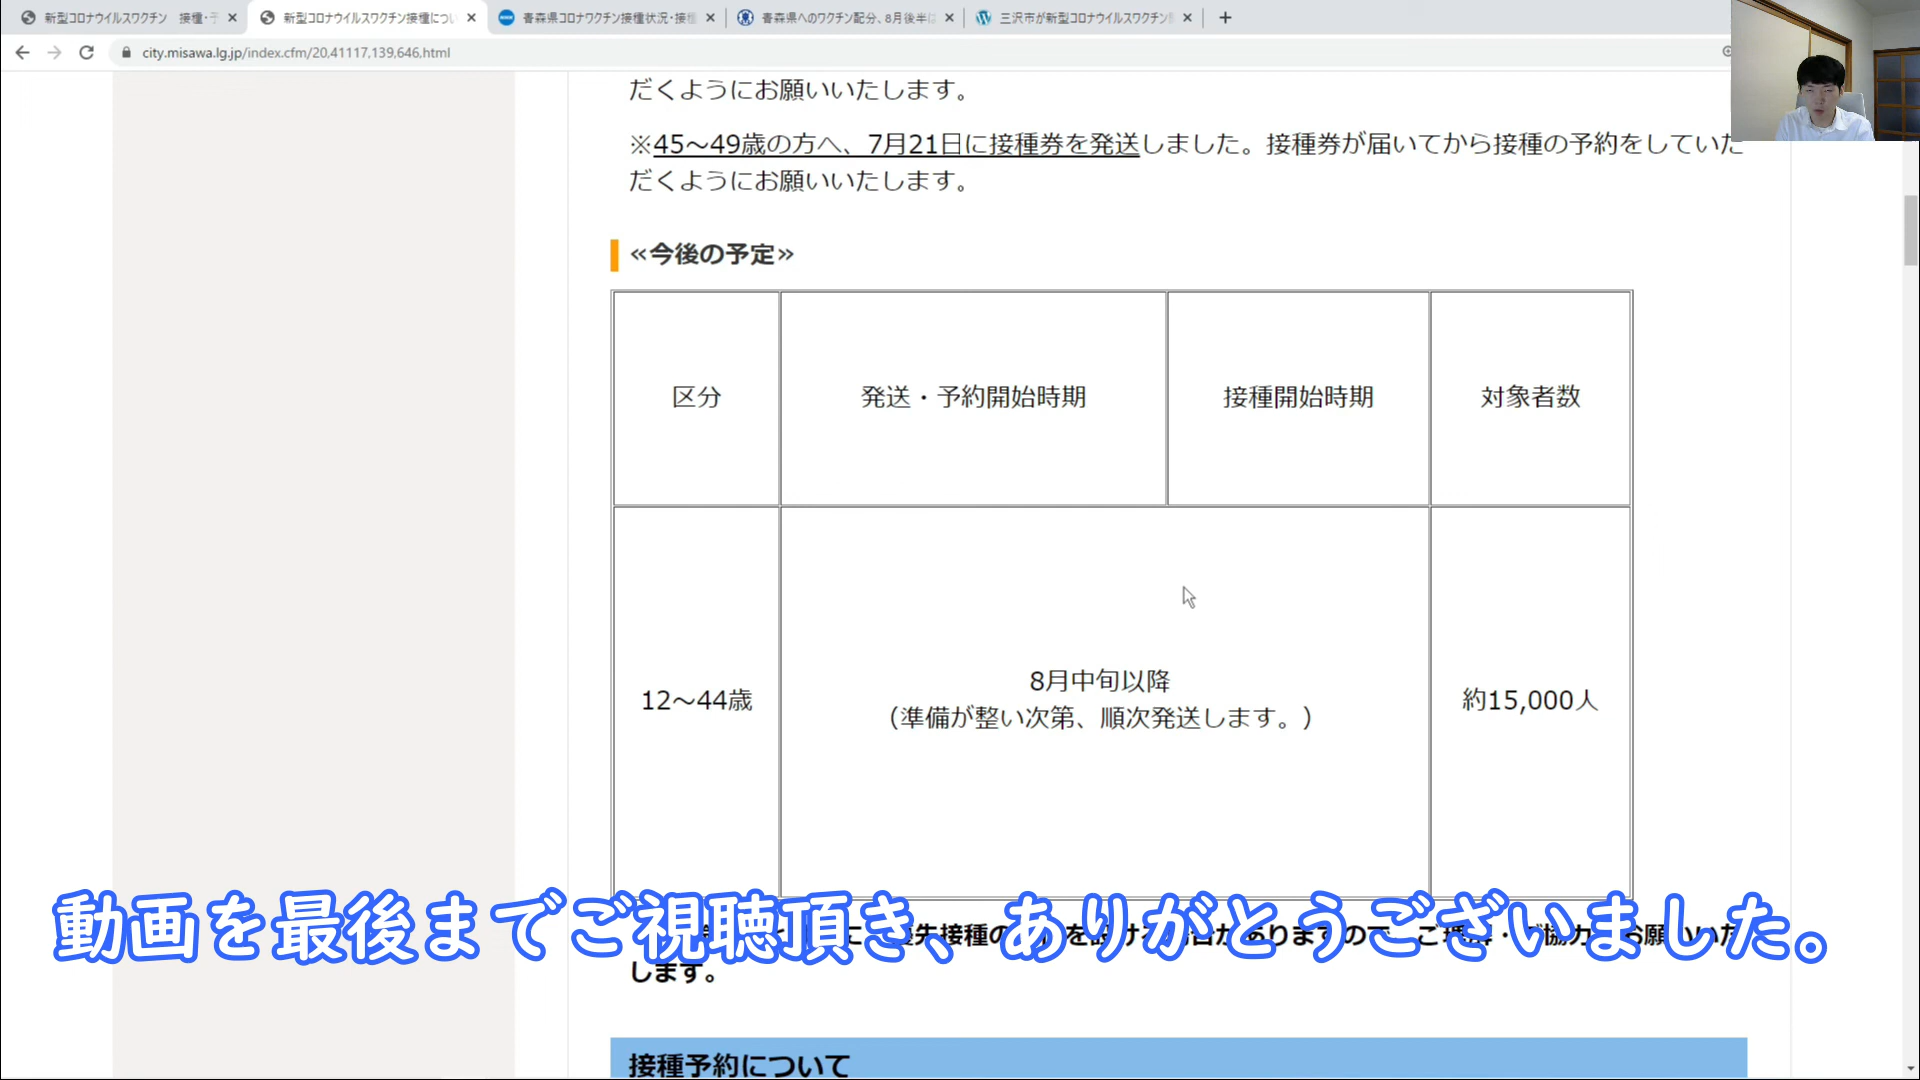 新型コロナウイルスワクチン 接種・予
新型コロナウイルスワクチン接種につい
青森県コロナワクチン接種状況・接種
青森県へのワクチン配分、8月後半は
三沢市が新型コロナウイルスワクチン
city.misawa.lg.jp/index.cfm/20,41117,139,646.html
だくようにお願いいたします。
※45～49歳の方へ、7月21日に接種券を発送しました。接種券が届いてから接種の予約をしていた
だくようにお願いいたします。
≪今後の予定≫
区分
発送・予約開始時期
接種開始時期
対象者数
12～44歳
8月中旬以降
（準備が整い次第、順次発送します。）
約15,000人
動画を最後までご視聴頂き、ありがとうございました。
します。
接種予約について